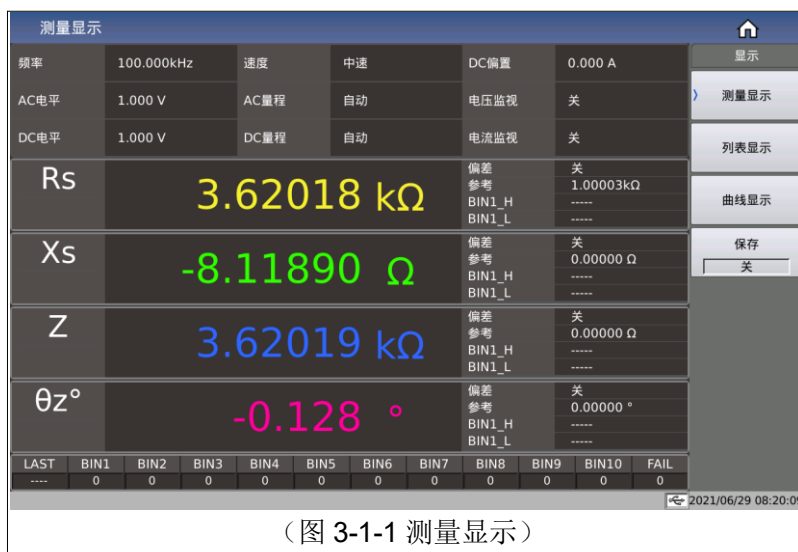 测量显示
显示
频率 100.000kHz 速度 中速 DC偏置 0.000 A
AC电平 1.000 V AC量程 自动 电压监视 关
DC电平 1.000 V DC量程 自动 电流监视 关
测量显示
列表显示
曲线显示
保存
关
Rs 3.62018 kΩ
偏差 关
参考 1.00003kΩ
BIN1_H -----
BIN1_L -----
Xs -8.11890 Ω
偏差 关
参考 0.00000 Ω
BIN1_H -----
BIN1_L -----
Z 3.62019 kΩ
偏差 关
参考 0.00000 Ω
BIN1_H -----
BIN1_L -----
θz° -0.128 °
偏差 关
参考 0.00000 °
BIN1_H -----
BIN1_L -----
LAST BIN1 BIN2 BIN3 BIN4 BIN5 BIN6 BIN7 BIN8 BIN9 BIN10 FAIL
---- 0 0 0 0 0 0 0 0 0 0 0
2021/06/29 08:20:09
（图 3-1-1 测量显示）